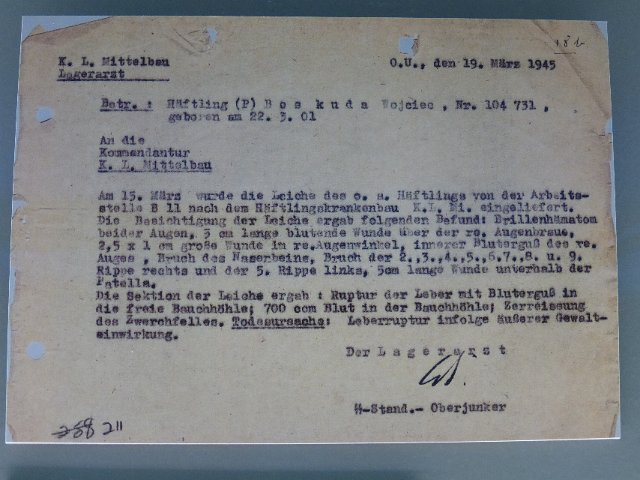 K. L. Mittelbau
Lagerarzt
O.U., den 19. März 1945
Betr. : Häftling (P) B o s k u d a Wojciec , Nr. 104 731 ,
geboren am 22. 3. 01
An die
Kommandantur
K. L. Mittelbau
Am 15. März wurde die Leiche des o. a. Häftlings von der Arbeits-
stelle B 11 nach dem Häftlingskrankenbau K.L. Mi. eingeliefert.
Die Besichtigung der Leiche ergab folgenden Befund: Brillenhämatom
beider Augen, 3 cm lange blutende Wunde über der re. Augenbraue,
2,5 x 1 cm große Wunde im re.Augenwinkel, innerer Bluterguß des re.
Auges , Bruch des Nasenbeins, Bruch der 2.,3.,4.,5.,6.,7.,8. u. 9.
Rippe rechts und der 5. Rippe links, 5cm lange Wunde unterhalb der
Patella.
Die Sektion der Leiche ergab : Ruptur der Leber mit Bluterguß in
die freie Bauchhöhle; 700 ccm Blut in der Bauchhöhle; Zerreissung
des Zwerchfelles. Todesursache: Leberruptur infolge äußerer Gewalt-
einwirkung.
Der L a g e r a r z t
SS-Stand.- Oberjunker
288 211